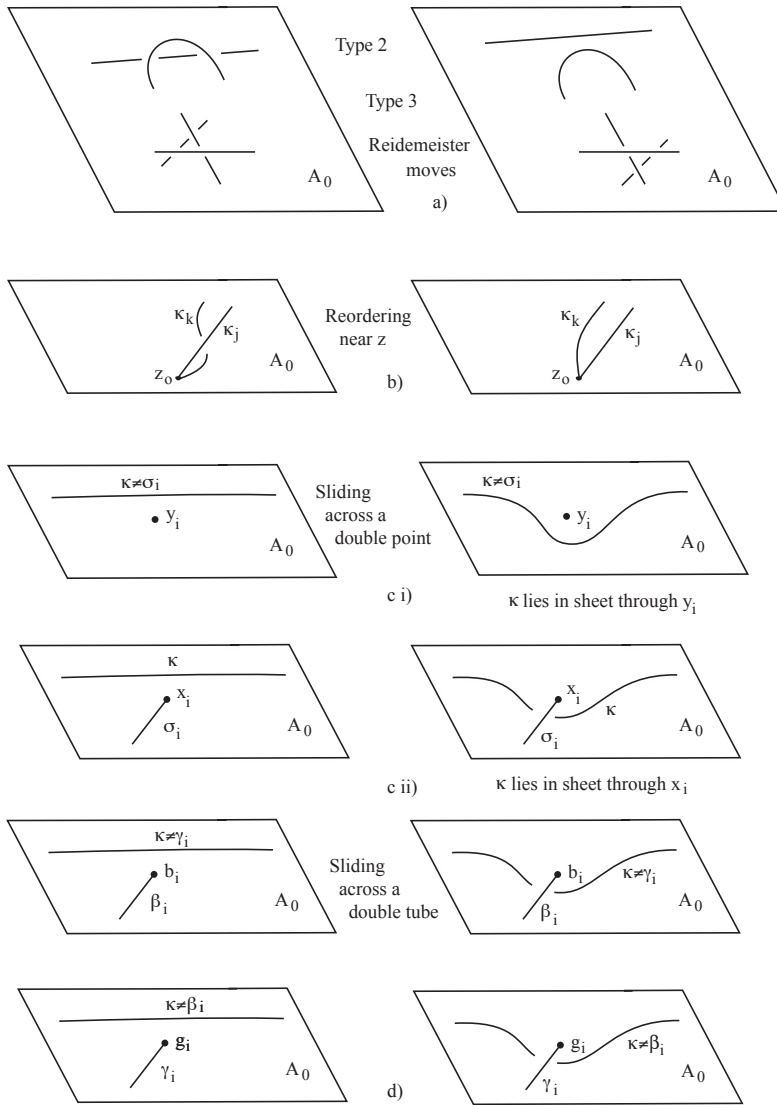 Type 2
Type 3
Reidemeister
moves
A₀
A₀
a)
κₖ
κⱼ
z₀
A₀
Reordering
near z
b)
κₖ
κⱼ
z₀
A₀
κ≠σᵢ
yᵢ
A₀
Sliding
across a
double point
κ≠σᵢ
yᵢ
A₀
c i)
κ lies in sheet through yᵢ
κ
xᵢ
σᵢ
A₀
xᵢ
κ
σᵢ
A₀
c ii)
κ lies in sheet through xᵢ
κ≠γᵢ
bᵢ
βᵢ
A₀
Sliding
across a
double tube
bᵢ
κ≠γᵢ
βᵢ
A₀
κ≠βᵢ
gᵢ
γᵢ
A₀
d)
gᵢ
κ≠βᵢ
γᵢ
A₀